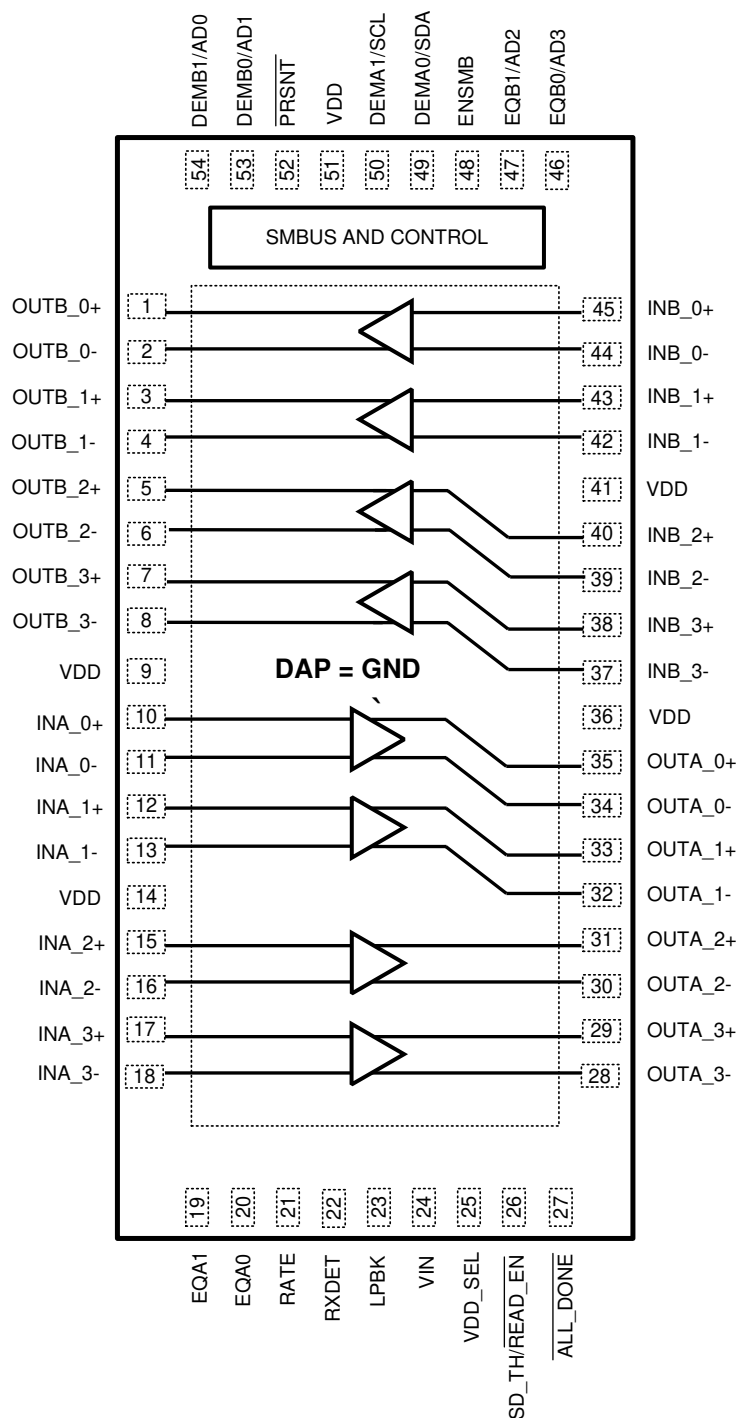 DEMB1/AD0
DEMB0/AD1
PRSNT
VDD
DEMA1/SCL
DEMA0/SDA
ENSMB
EQB1/AD2
EQB0/AD3
54
53
52
51
50
49
48
47
46
SMBUS AND CONTROL
OUTB_0+ 1 45 INB_0+
OUTB_0- 2 44 INB_0-
OUTB_1+ 3 43 INB_1+
OUTB_1- 4 42 INB_1-
OUTB_2+ 5 41 VDD
OUTB_2- 6 40 INB_2+
OUTB_3+ 7 39 INB_2-
OUTB_3- 8 38 INB_3+
VDD 9 DAP = GND 37 INB_3-
`
INA_0+ 10 36 VDD
INA_0- 11 35 OUTA_0+
INA_1+ 12 34 OUTA_0-
INA_1- 13 33 OUTA_1+
VDD 14 32 OUTA_1-
INA_2+ 15 31 OUTA_2+
INA_2- 16 30 OUTA_2-
INA_3+ 17 29 OUTA_3+
INA_3- 18 28 OUTA_3-
19
20
21
22
23
24
25
26
27
EQA1
EQA0
RATE
RXDET
LPBK
VIN
VDD_SEL
SD_TH/READ_EN
ALL_DONE